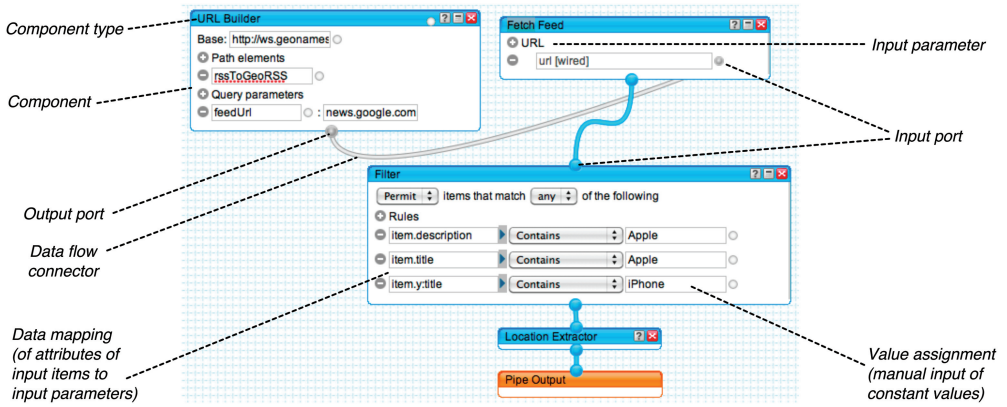 Component type
URL Builder
Base: http://ws.geonames
Path elements
rssToGeoRSS
Query parameters
feedUrl : news.google.com
Component
Output port
Data flow
connector
Fetch Feed
URL
url [wired]
Input parameter
Input port
Filter
Permit items that match any of the following
Rules
item.description Contains Apple
item.title Contains Apple
item.y:title Contains iPhone
Data mapping
(of attributes of
input items to
input parameters)
Value assignment
(manual input of
constant values)
Location Extractor
Pipe Output